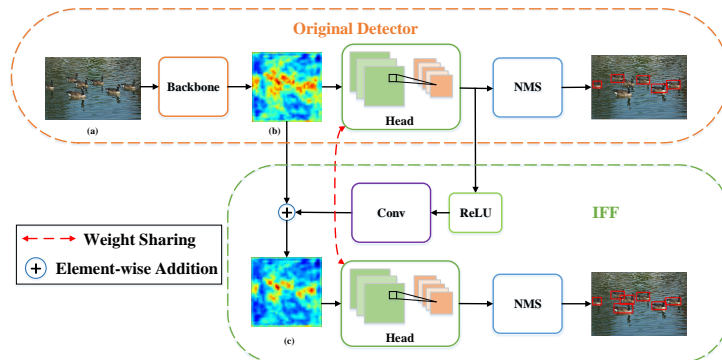 Original Detector
Backbone
Head
NMS
(a)
(b)
IFF
Conv
ReLU
Weight Sharing
Element-wise Addition
Head
NMS
(c)